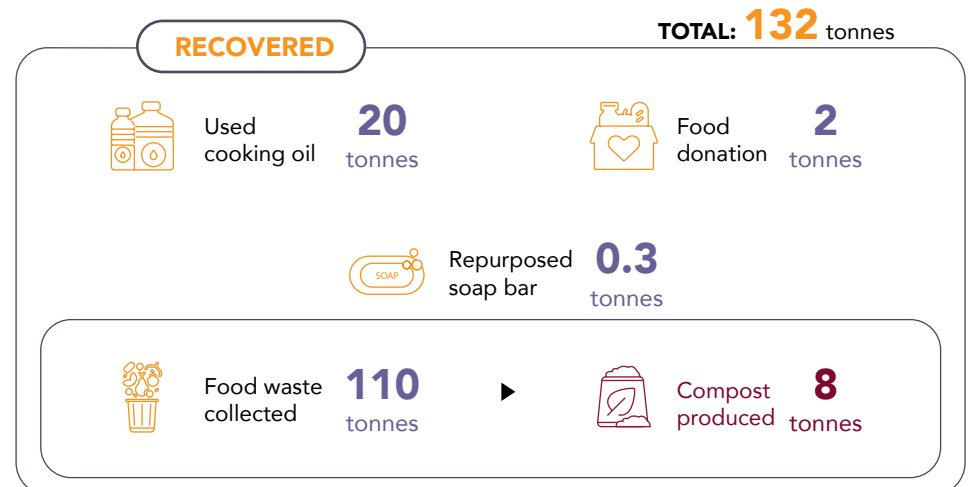 RECOVERED
TOTAL: 132 tonnes
Used
cooking oil
20
tonnes
Food
donation
2
tonnes
SOAP
Repurposed
soap bar
0.3
tonnes
Food waste
collected
110
tonnes
Compost
produced
8
tonnes